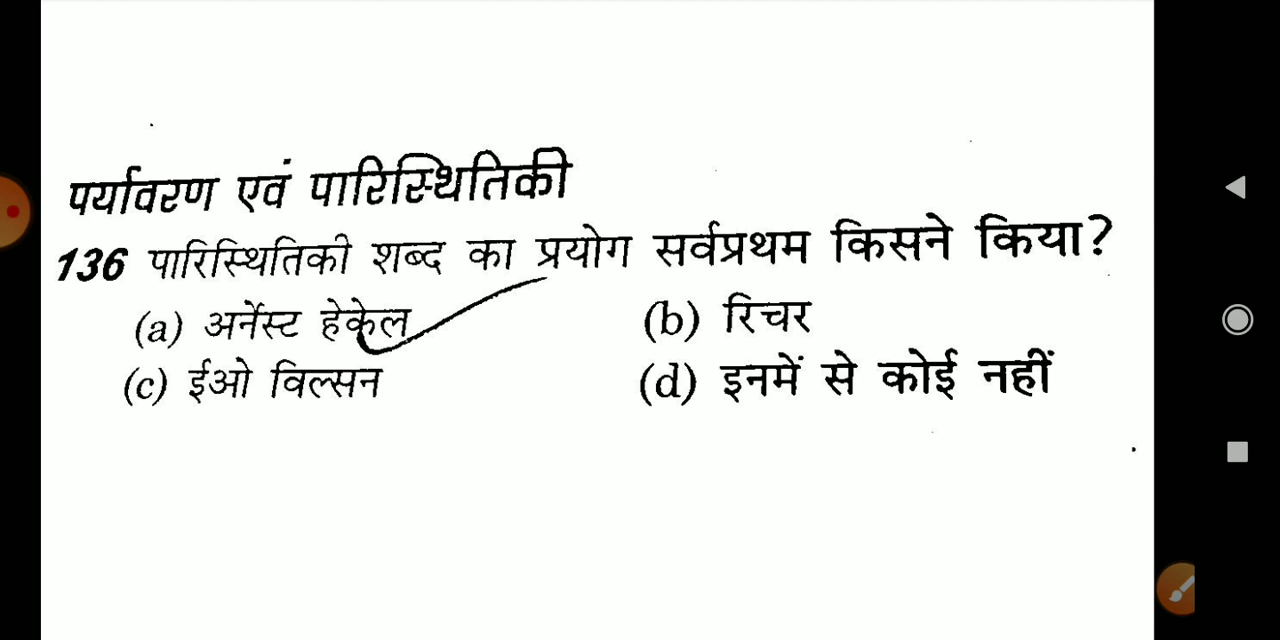 पर्यावरण एवं पारिस्थितिकी
136 पारिस्थितिकी शब्द का प्रयोग सर्वप्रथम किसने किया?
(a) अर्नेस्ट हेकेल (b) रिचर
(c) ईओ विल्सन (d) इनमें से कोई नहीं